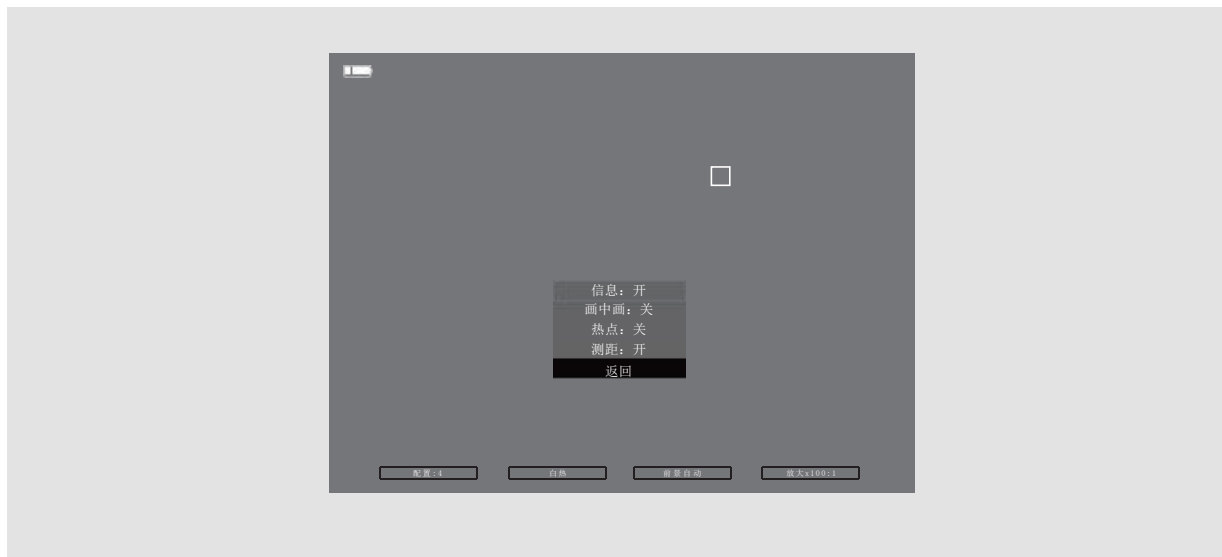 信息：开
画中画：关
热点：关
测距：开
返回
配置:4 白热 前景自动 放大x100:1